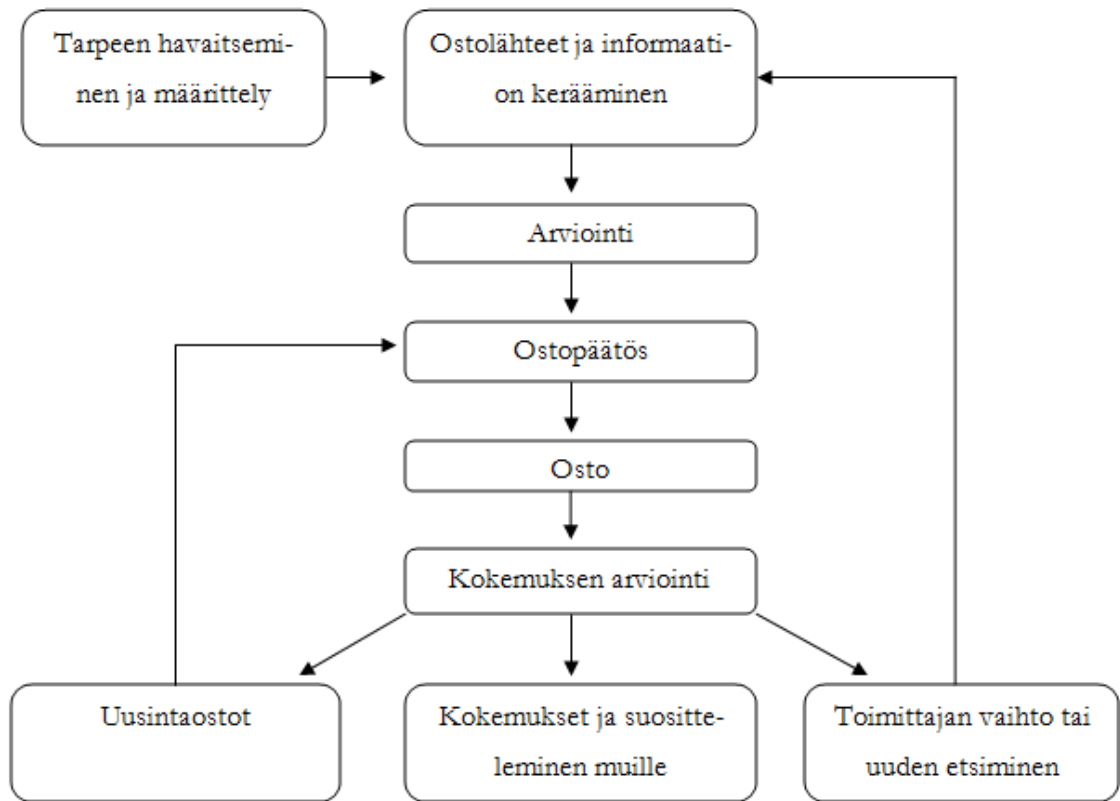 Tarpeen havaitsemi-
nen ja määrittely
Ostolähteet ja informaati-
on kerääminen
Arviointi
Ostopäätös
Osto
Kokemuksen arviointi
Uusintaostot
Kokemukset ja suositte-
leminen muille
Toimittajan vaihto tai
uuden etsiminen